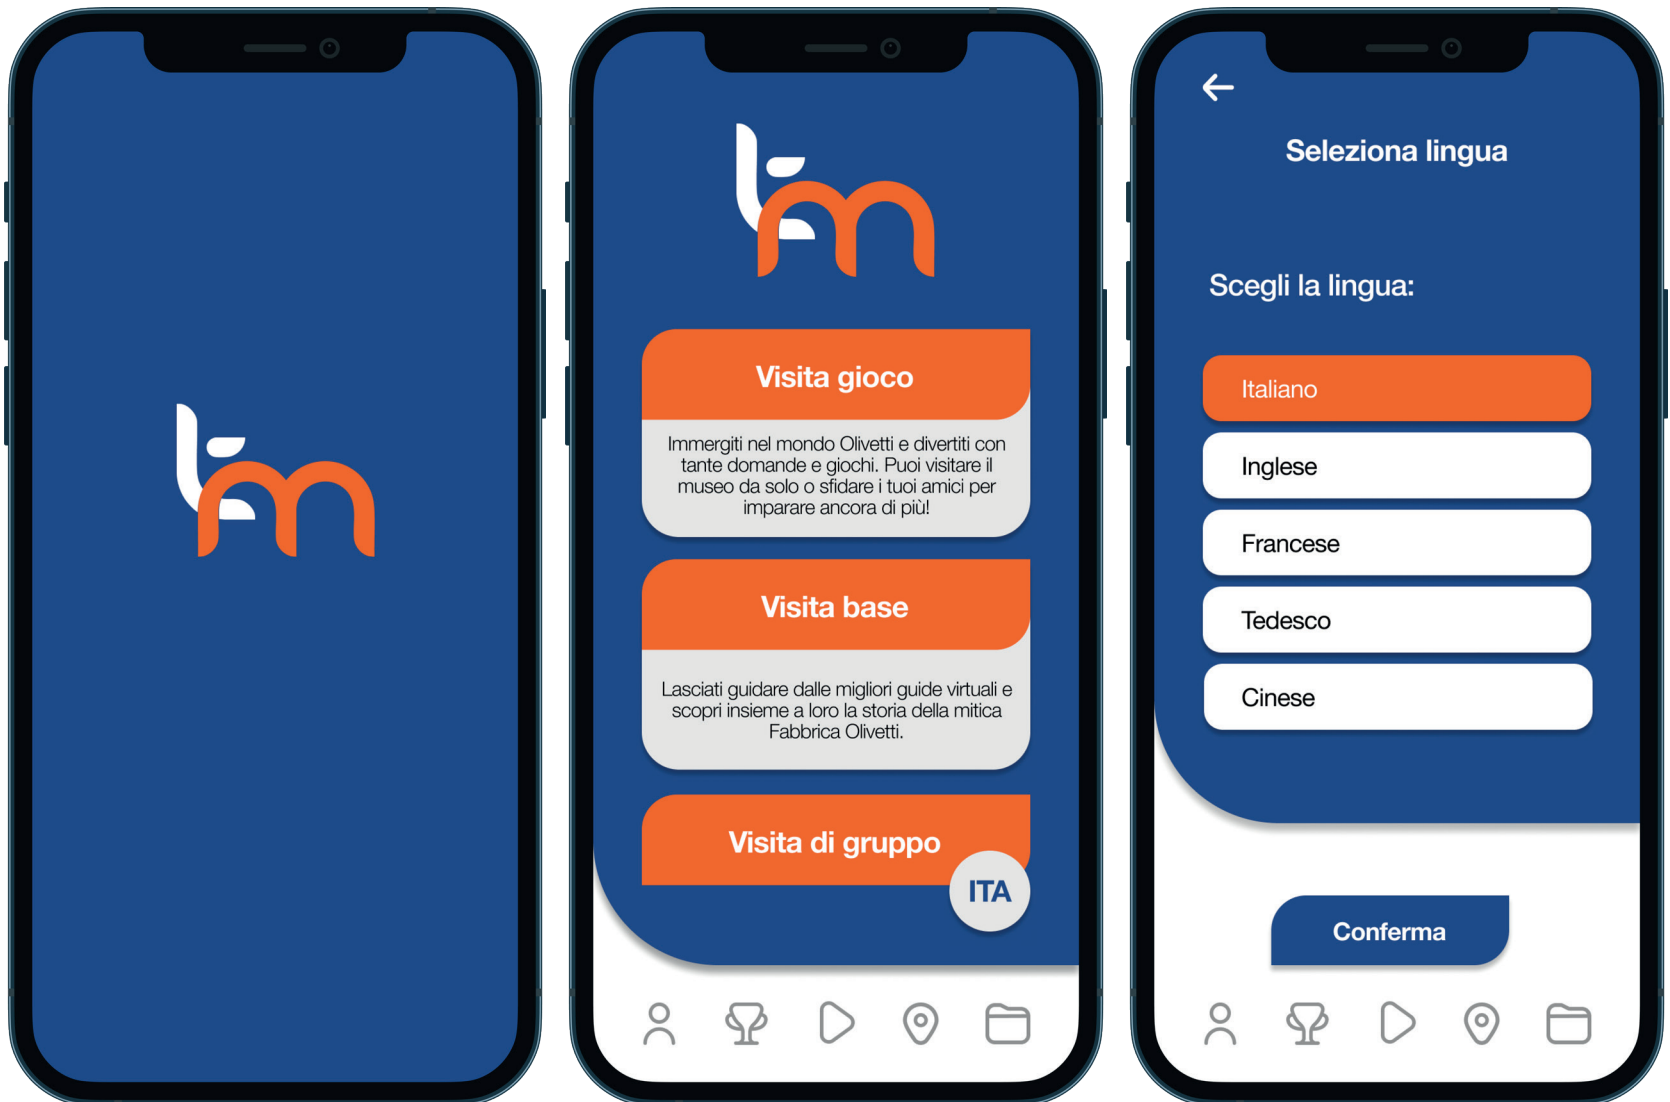 tm
Visita gioco
Immergiti nel mondo Olivetti e divertiti con
tante domande e giochi. Puoi visitare il
museo da solo o sfidare i tuoi amici per
imparare ancora di più!
Visita base
Lasciati guidare dalle migliori guide virtuali e
scopri insieme a loro la storia della mitica
Fabbrica Olivetti.
Visita di gruppo
ITA
Seleziona lingua
Scegli la lingua:
Italiano
Inglese
Francese
Tedesco
Cinese
Conferma